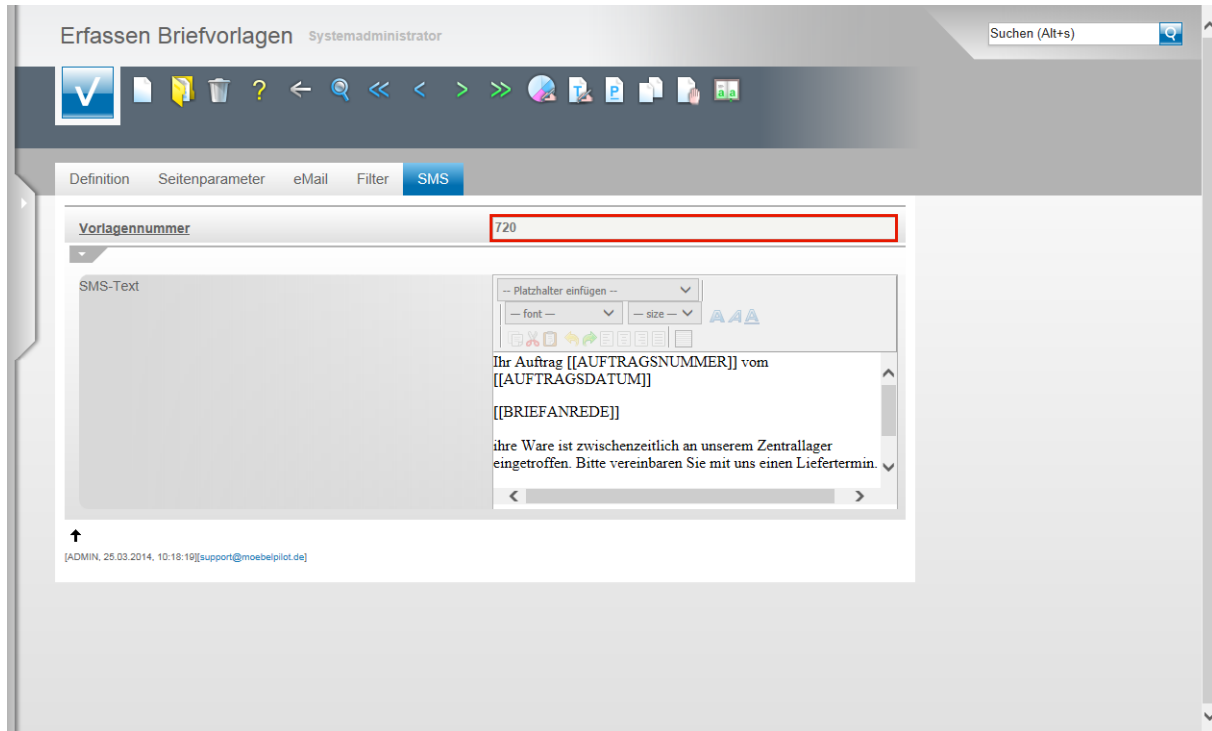 Erfassen Briefvorlagen Systemadministrator
Suchen (Alt+s)
Definition Seitenparameter eMail Filter SMS
Vorlagennummer 720
SMS-Text
-- Platzhalter einfügen --
-- font -- -- size --
Ihr Auftrag [[AUFTRAGSNUMMER]] vom
[[AUFTRAGSDATUM]]
[[BRIEFANREDE]]
ihre Ware ist zwischenzeitlich an unserem Zentrallager
eingetroffen. Bitte vereinbaren Sie mit uns einen Liefertermin.
[ADMIN, 25.03.2014, 10:18:19][support@moebelpilot.de]